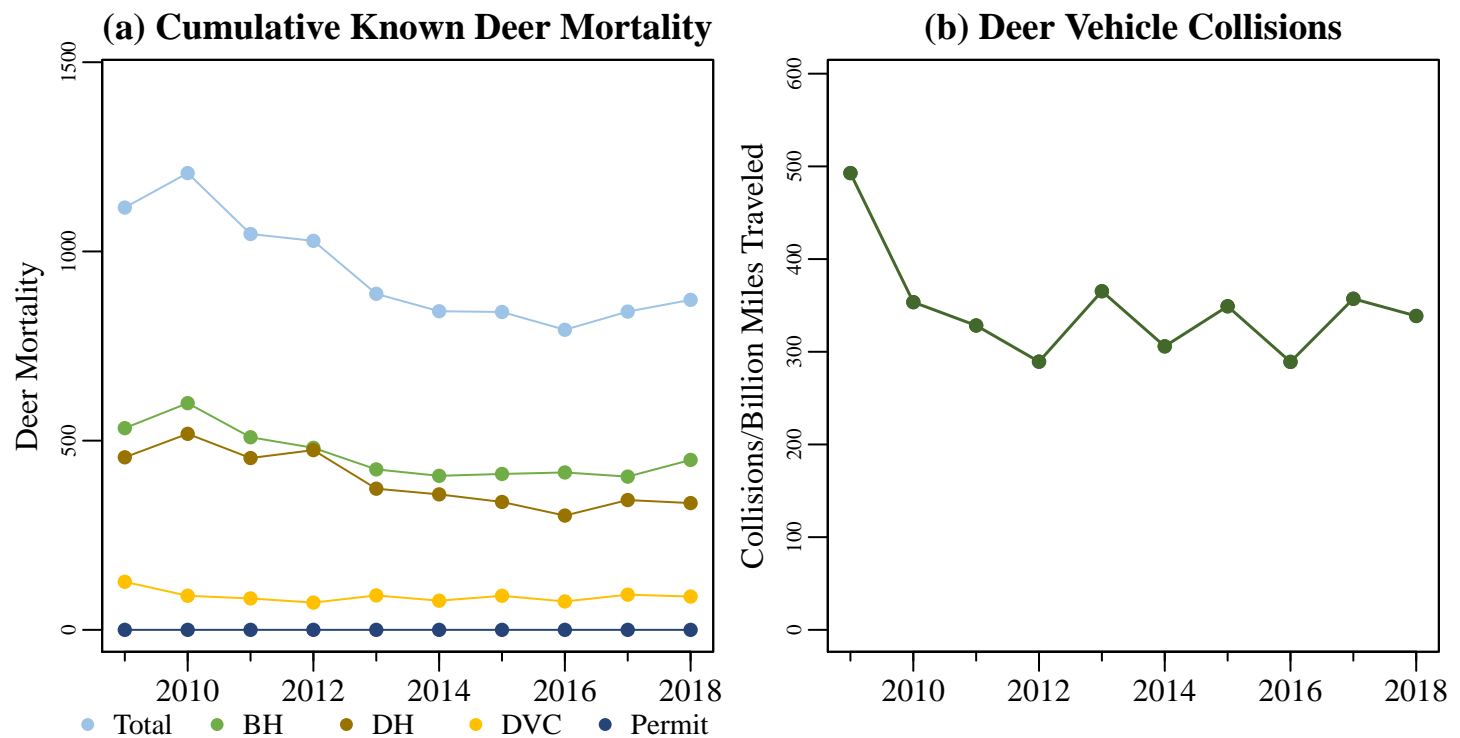 (a) Cumulative Known Deer Mortality
Deer Mortality
1500
1000
500
0
2010 2012 2014 2016 2018
Total BH DH DVC Permit
(b) Deer Vehicle Collisions
Collisions/Billion Miles Traveled
600
500
400
300
200
100
0
2010 2012 2014 2016 2018